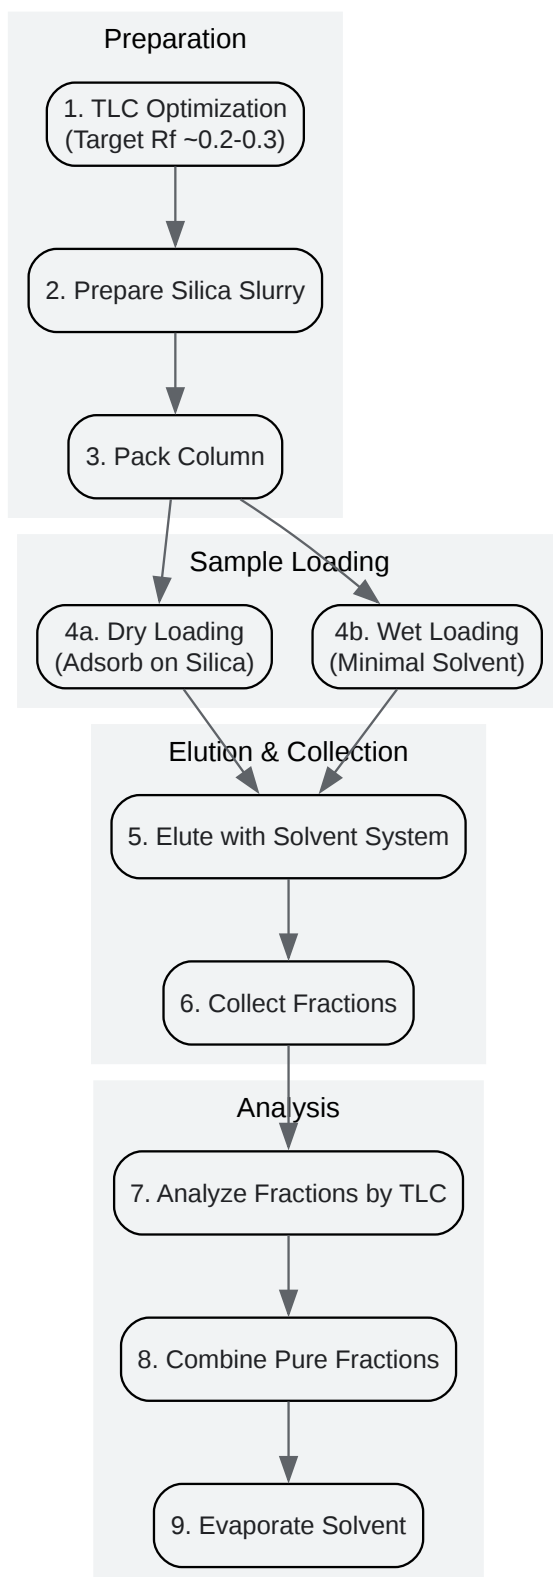 Preparation
1. TLC Optimization
(Target Rf ~0.2-0.3)
2. Prepare Silica Slurry
3. Pack Column
Sample Loading
4a. Dry Loading
(Adsorb on Silica)
4b. Wet Loading
(Minimal Solvent)
Elution & Collection
5. Elute with Solvent System
6. Collect Fractions
Analysis
7. Analyze Fractions by TLC
8. Combine Pure Fractions
9. Evaporate Solvent